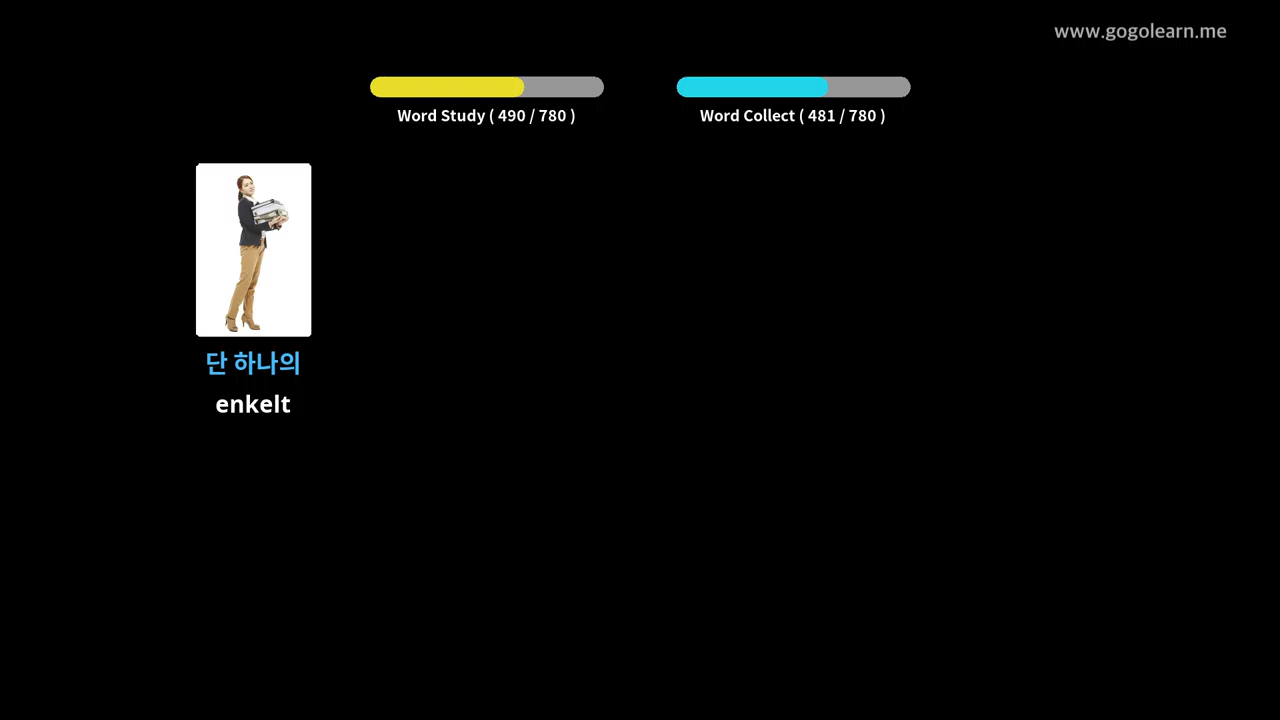 www.gogolearn.me
Word Study ( 490 / 780 )
Word Collect ( 481 / 780 )
단 하나의
enkelt